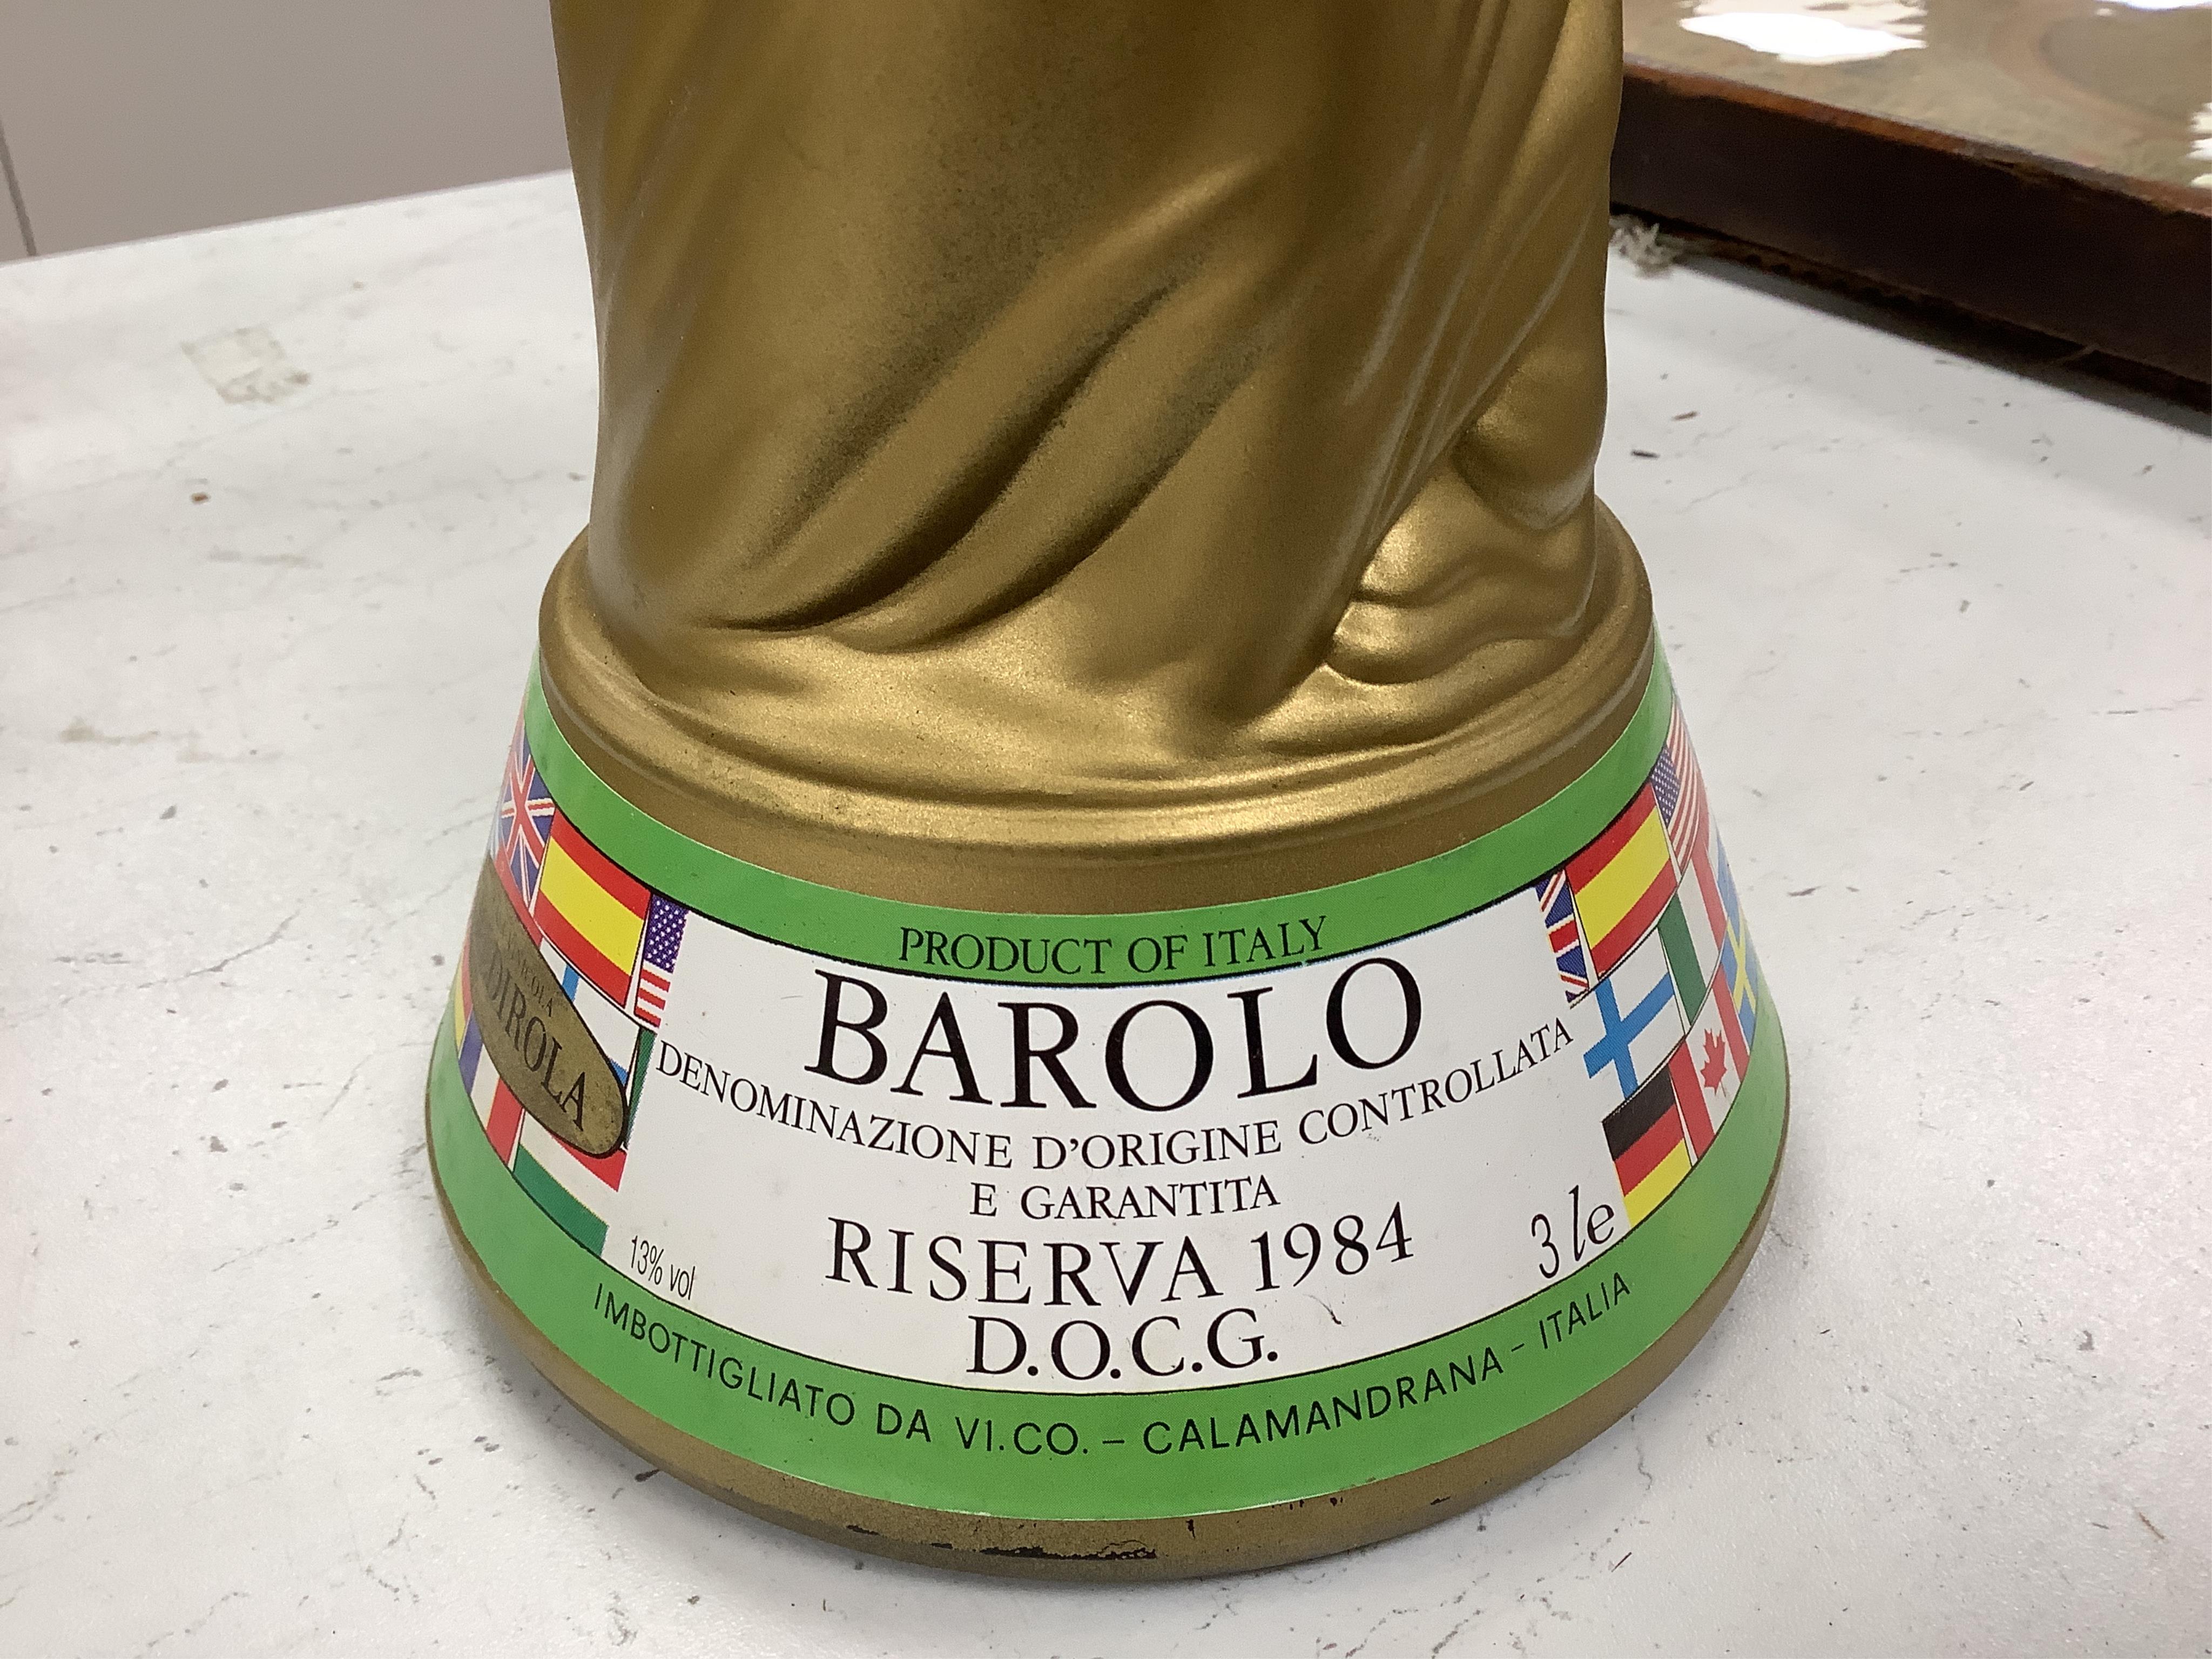 PRODUCT OF ITALY
BAROLO
DENOMINAZIONE D'ORIGINE CONTROLLATA
E GARANTITA
RISERVA 1984
D.O.C.G.
13% vol
3 le
IMBOTTIGLIATO DA VI.CO. – CALAMANDRANA – ITALIA
DIROLA